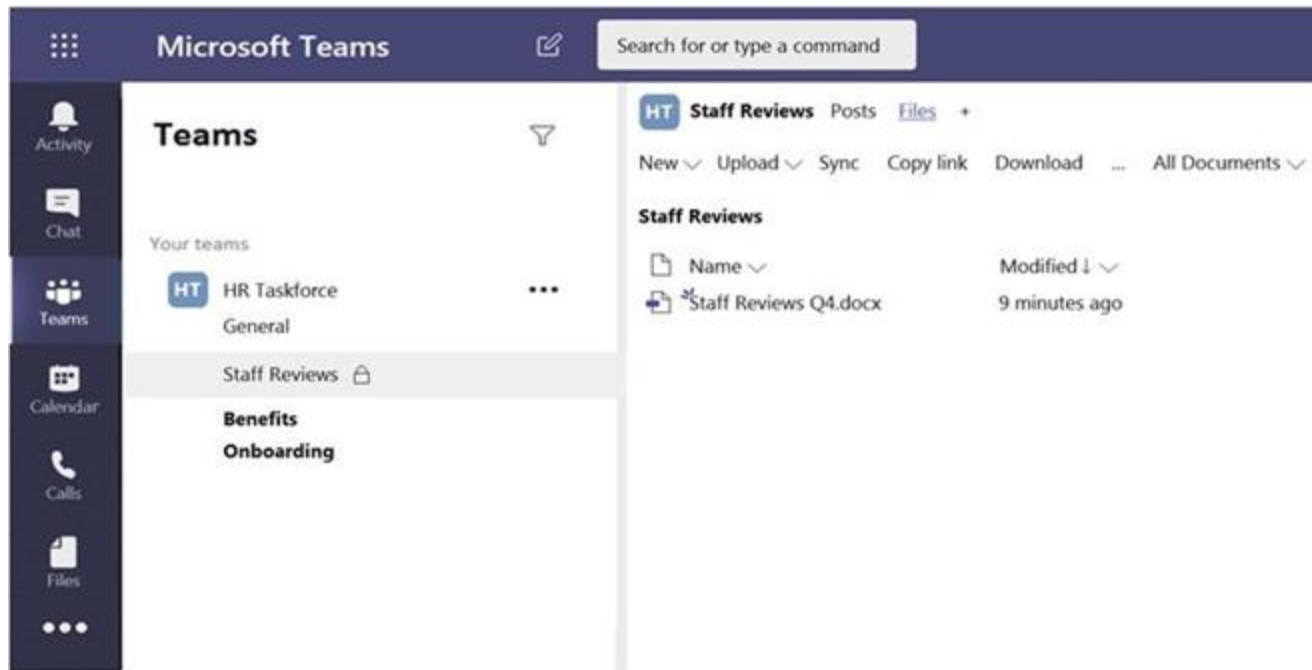 Microsoft Teams
Search for or type a command
Activity
Chat
Teams
Calendar
Calls
Files
Teams
Your teams
HT HR Taskforce
General
Staff Reviews
Benefits
Onboarding
HT Staff Reviews Posts Files +
New Upload Sync Copy link Download ... All Documents
Staff Reviews
Name Modified ↓
Staff Reviews Q4.docx 9 minutes ago